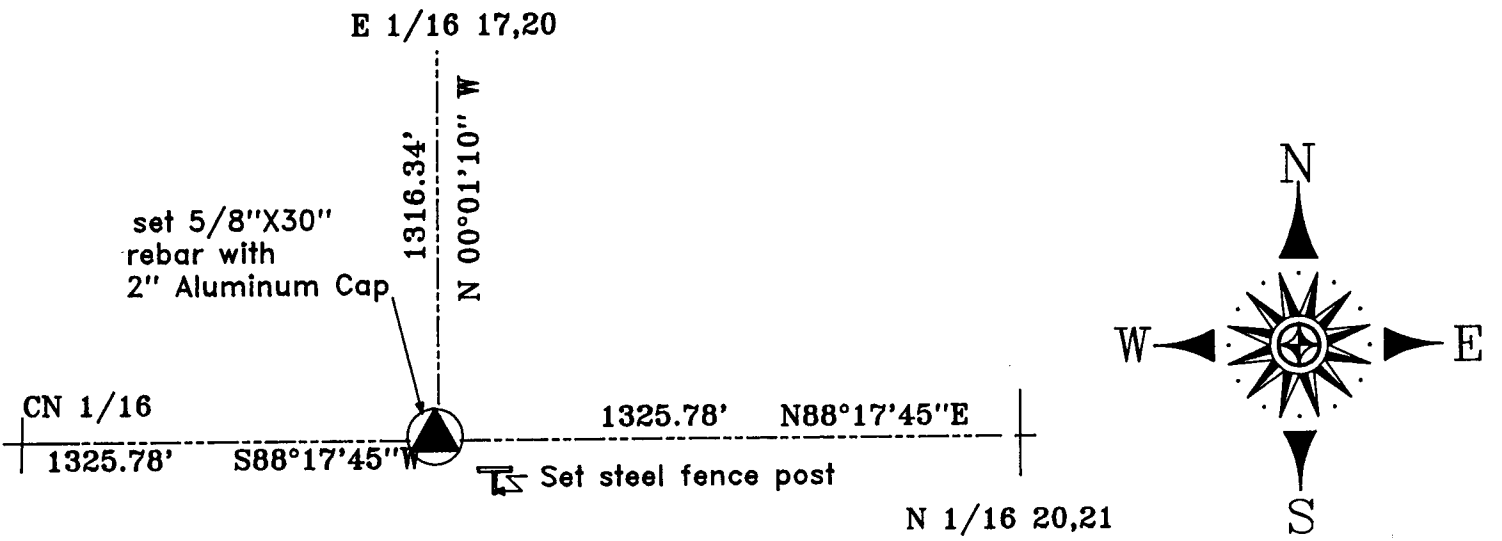 E 1/16 17,20
1316.34'
N 00°01'10" W
set 5/8"X30"
rebar with
2" Aluminum Cap
CN 1/16
1325.78' N88°17'45"E
1325.78' S88°17'45"W
Set steel fence post
N 1/16 20,21
N
W
E
S